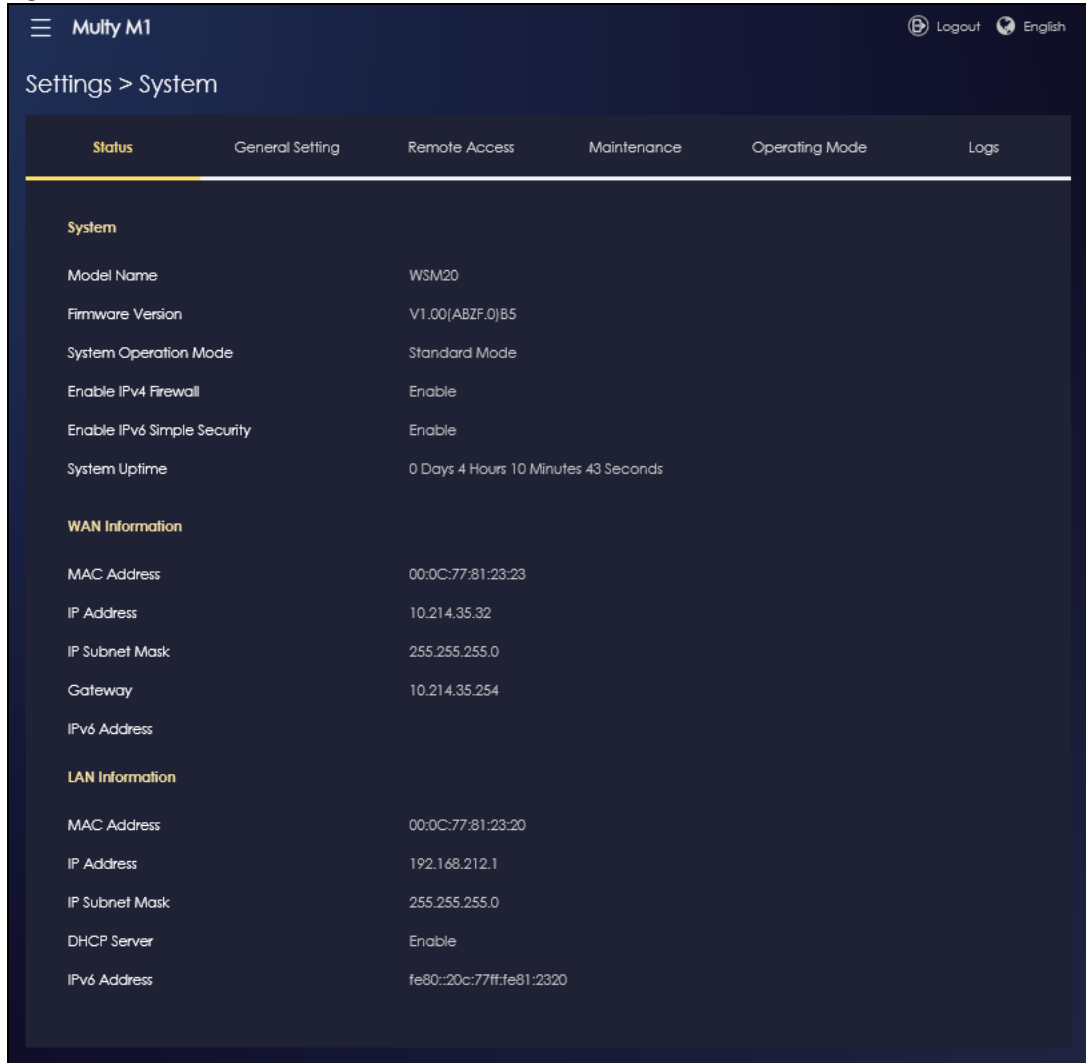 Multy M1 Logout English
Settings > System
Status General Setting Remote Access Maintenance Operating Mode Logs
System
Model Name WSM20
Firmware Version V1.00(ABZF.0)B5
System Operation Mode Standard Mode
Enable IPv4 Firewall Enable
Enable IPv6 Simple Security Enable
System Uptime 0 Days 4 Hours 10 Minutes 43 Seconds
WAN Information
MAC Address 00:0C:77:81:23:23
IP Address 10.214.35.32
IP Subnet Mask 255.255.255.0
Gateway 10.214.35.254
IPv6 Address
LAN Information
MAC Address 00:0C:77:81:23:20
IP Address 192.168.212.1
IP Subnet Mask 255.255.255.0
DHCP Server Enable
IPv6 Address fe80::20c:77ff:fe81:2320